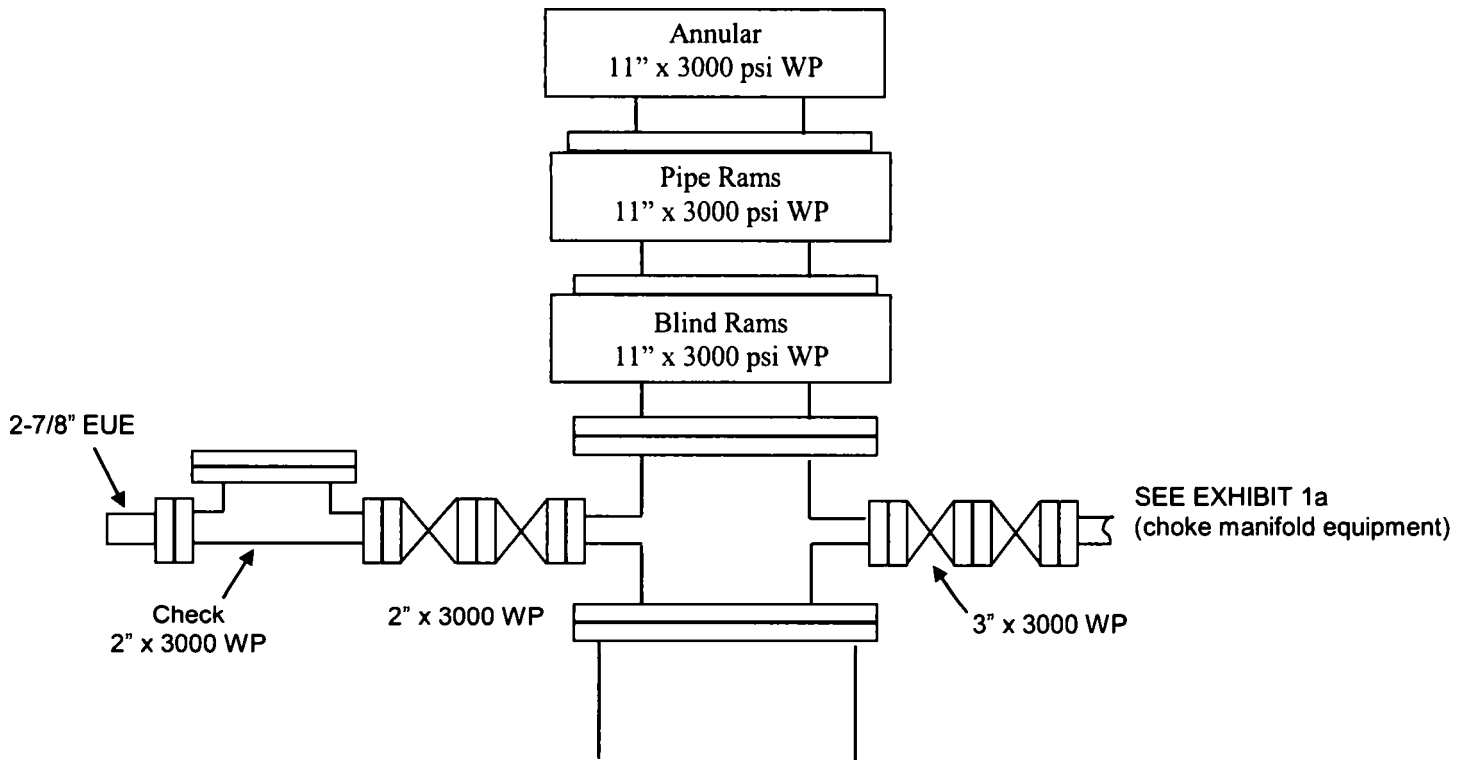 Annular
11” x 3000 psi WP
Pipe Rams
11” x 3000 psi WP
Blind Rams
11” x 3000 psi WP
2-7/8” EUE
SEE EXHIBIT 1a
(choke manifold equipment)
Check
2” x 3000 WP
2” x 3000 WP
3” x 3000 WP